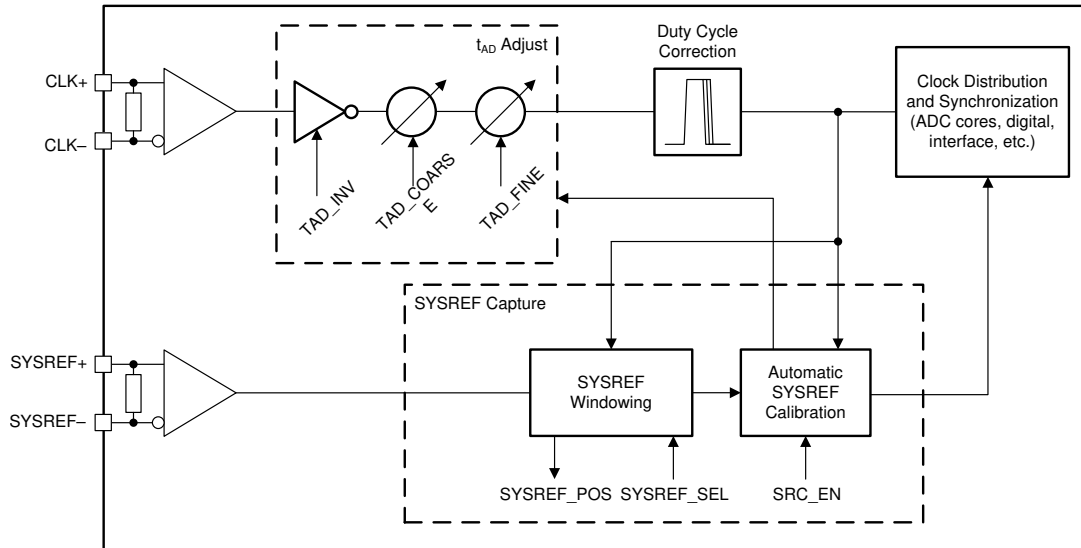 t_AD Adjust
Duty Cycle
Correction
CLK+
CLK–
TAD_INV
TAD_COARS
E
TAD_FINE
Clock Distribution
and Synchronization
(ADC cores, digital,
interface, etc.)
SYSREF Capture
SYSREF+
SYSREF–
SYSREF
Windowing
Automatic
SYSREF
Calibration
SYSREF_POS
SYSREF_SEL
SRC_EN